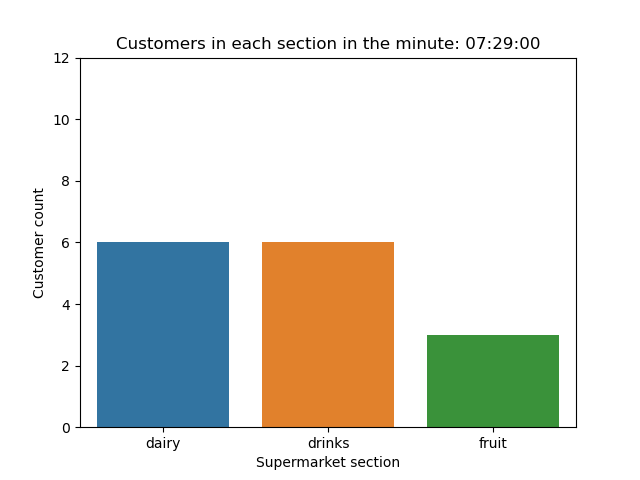 Customers in each section in the minute: 07:29:00
12
10
8
6
4
2
0
Customer count
dairy drinks fruit
Supermarket section